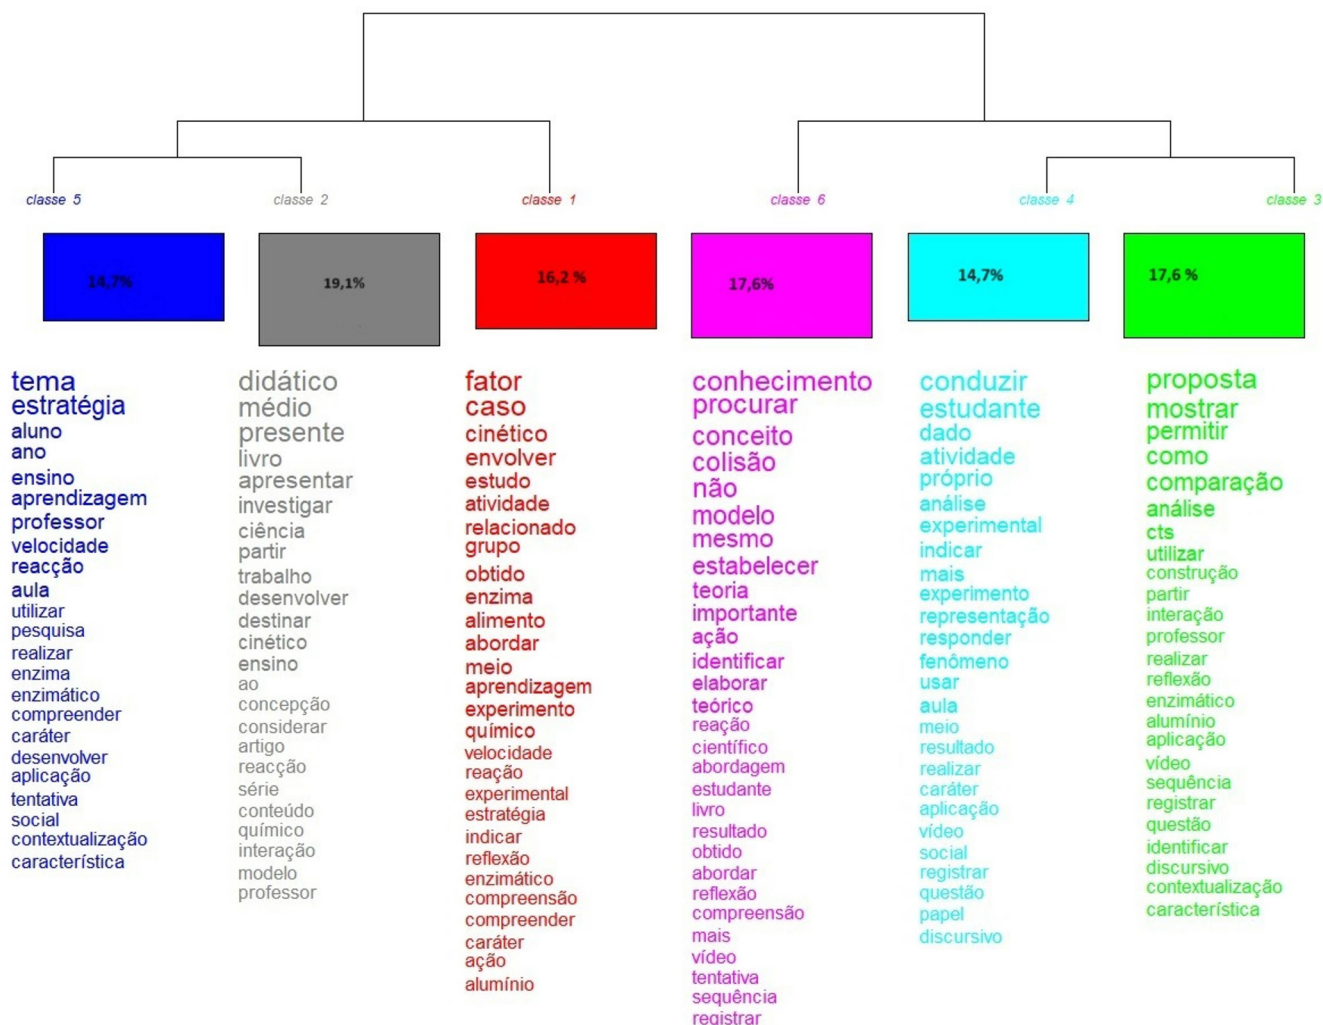 classe 5
classe 2
classe 1
classe 6
classe 4
classe 3
14,7%
19,1%
16,2 %
17,6%
14,7%
17,6 %
tema
estratégia
aluno
ano
ensino
aprendizagem
professor
velocidade
reacção
aula
utilizar
pesquisa
realizar
enzima
enzimático
compreender
caráter
desenvolver
aplicação
tentativa
social
contextualização
característica
didático
médio
presente
livro
apresentar
investigar
ciência
partir
trabalho
desenvolver
destinar
cinético
ensino
ao
concepção
considerar
artigo
reacção
série
conteúdo
químico
interação
modelo
professor
fator
caso
cinético
envolver
estudo
atividade
relacionado
grupo
obtido
enzima
alimento
abordar
meio
aprendizagem
experimento
químico
velocidade
reação
experimental
estratégia
indicar
reflexão
enzimático
compreensão
compreender
caráter
ação
alumínio
conhecimento
procurar
conceito
colisão
não
modelo
mesmo
estabelecer
teoria
importante
ação
identificar
elaborar
teórico
reação
científico
abordagem
estudante
livro
resultado
obtido
abordar
reflexão
compreensão
mais
vídeo
tentativa
sequência
registrar
conduzir
estudante
dado
atividade
próprio
análise
experimental
indicar
mais
experimento
representação
responder
fenômeno
usar
aula
meio
resultado
realizar
caráter
aplicação
vídeo
social
registrar
questão
papel
discursivo
proposta
mostrar
permitir
como
comparação
análise
cts
utilizar
construção
partir
interação
professor
realizar
reflexão
enzimático
alumínio
aplicação
vídeo
sequência
registrar
questão
identificar
discursivo
contextualização
característica